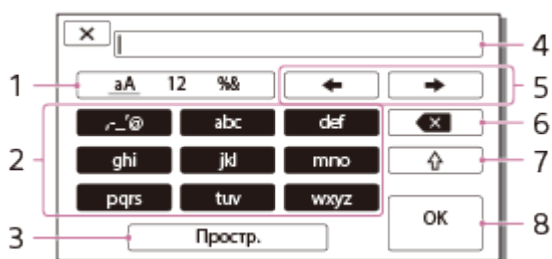 4
1 aA 12 %& 5
,-_'@ abc def 6
2 ghi jkl mno 7
pqrs tuv wxyz OK 8
3 Простр.